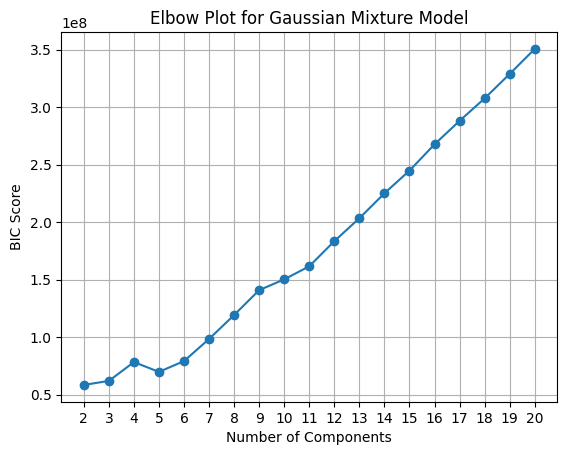 Elbow Plot for Gaussian Mixture Model
1e8
3.5
3.0
2.5
2.0
1.5
1.0
0.5
BIC Score
2 3 4 5 6 7 8 9 10 11 12 13 14 15 16 17 18 19 20
Number of Components